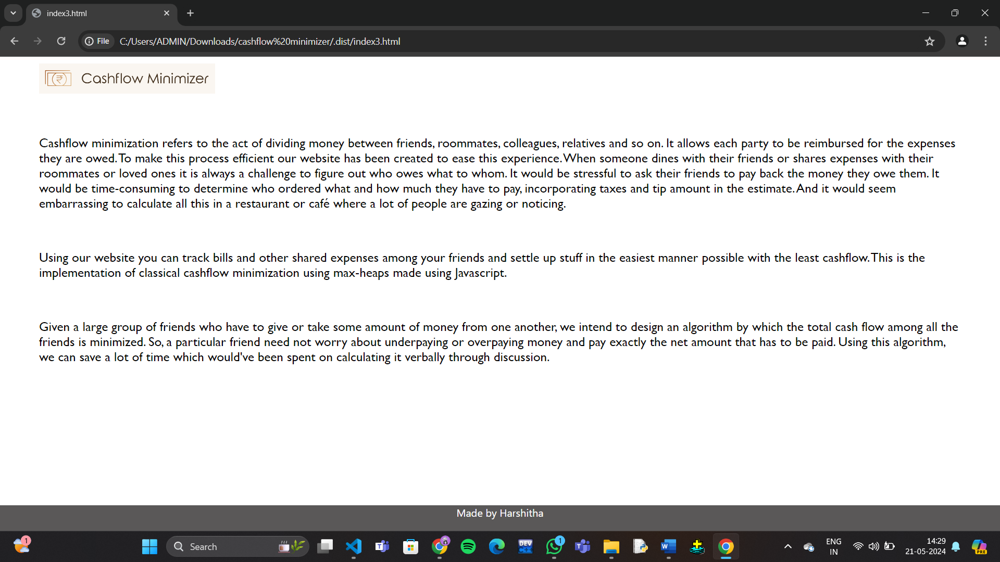 index3.html
File
C:/Users/ADMIN/Downloads/cashflow%20minimizer/.dist/index3.html
Cashflow Minimizer
Cashflow minimization refers to the act of dividing money between friends, roommates, colleagues, relatives and so on. It allows each party to be reimbursed for the expenses
they are owed. To make this process efficient our website has been created to ease this experience. When someone dines with their friends or shares expenses with their
roommates or loved ones it is always a challenge to figure out who owes what to whom. It would be stressful to ask their friends to pay back the money they owe them. It
would be time-consuming to determine who ordered what and how much they have to pay, incorporating taxes and tip amount in the estimate. And it would seem
embarrassing to calculate all this in a restaurant or café where a lot of people are gazing or noticing.
Using our website you can track bills and other shared expenses among your friends and settle up stuff in the easiest manner possible with the least cashflow. This is the
implementation of classical cashflow minimization using max-heaps made using Javascript.
Given a large group of friends who have to give or take some amount of money from one another, we intend to design an algorithm by which the total cash flow among all the
friends is minimized. So, a particular friend need not worry about underpaying or overpaying money and pay exactly the net amount that has to be paid. Using this algorithm,
we can save a lot of time which would've been spent on calculating it verbally through discussion.
Made by Harshitha
1
Search
DEV
C++
1
W
ENG
IN
14:29
21-05-2024
PRE